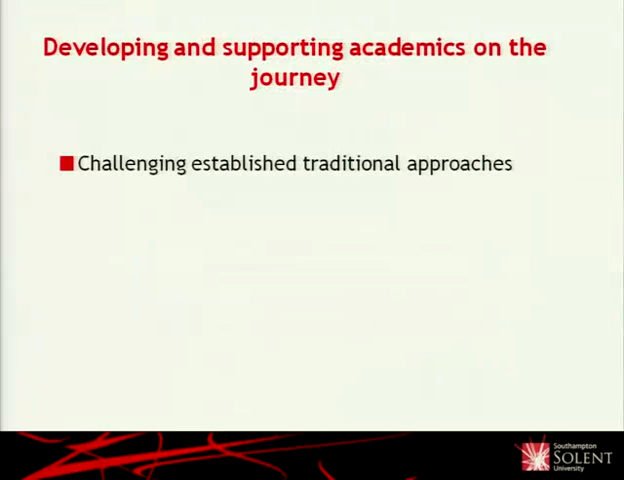 Developing and supporting academics on the
journey
Challenging established traditional approaches
Southampton
SOLENT
University